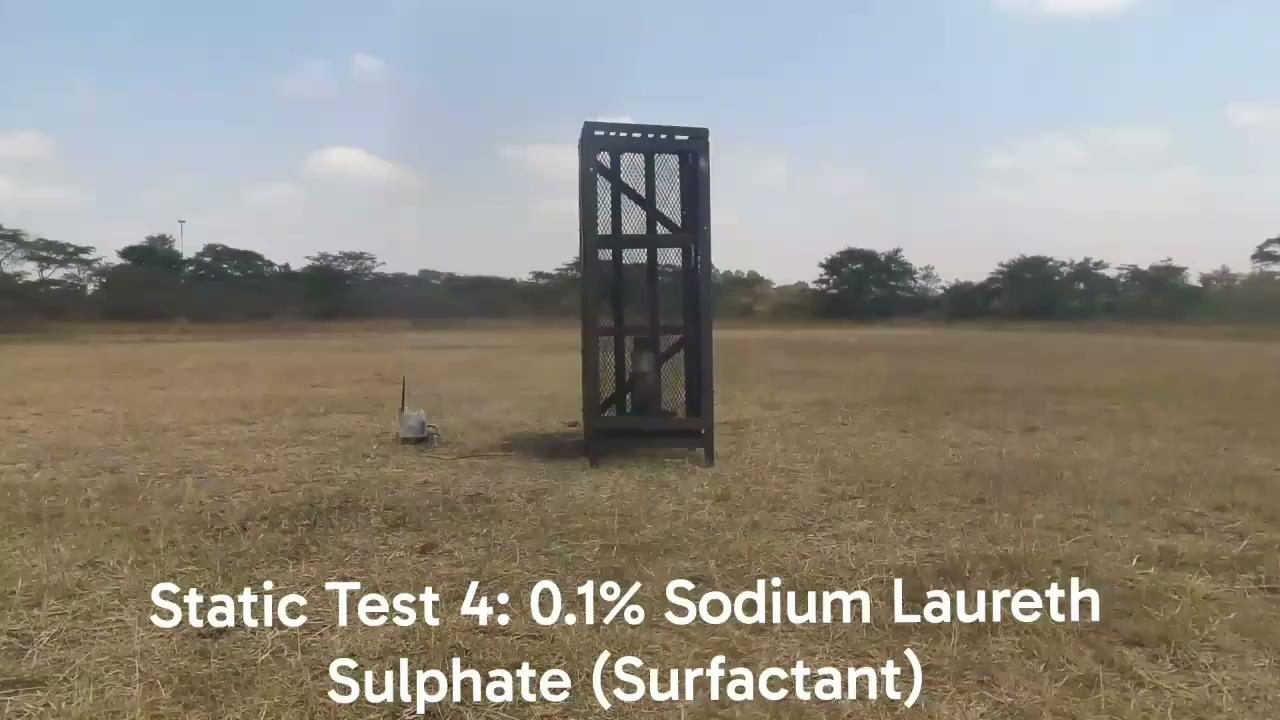 Static Test 4: 0.1% Sodium Laureth
Sulphate (Surfactant)